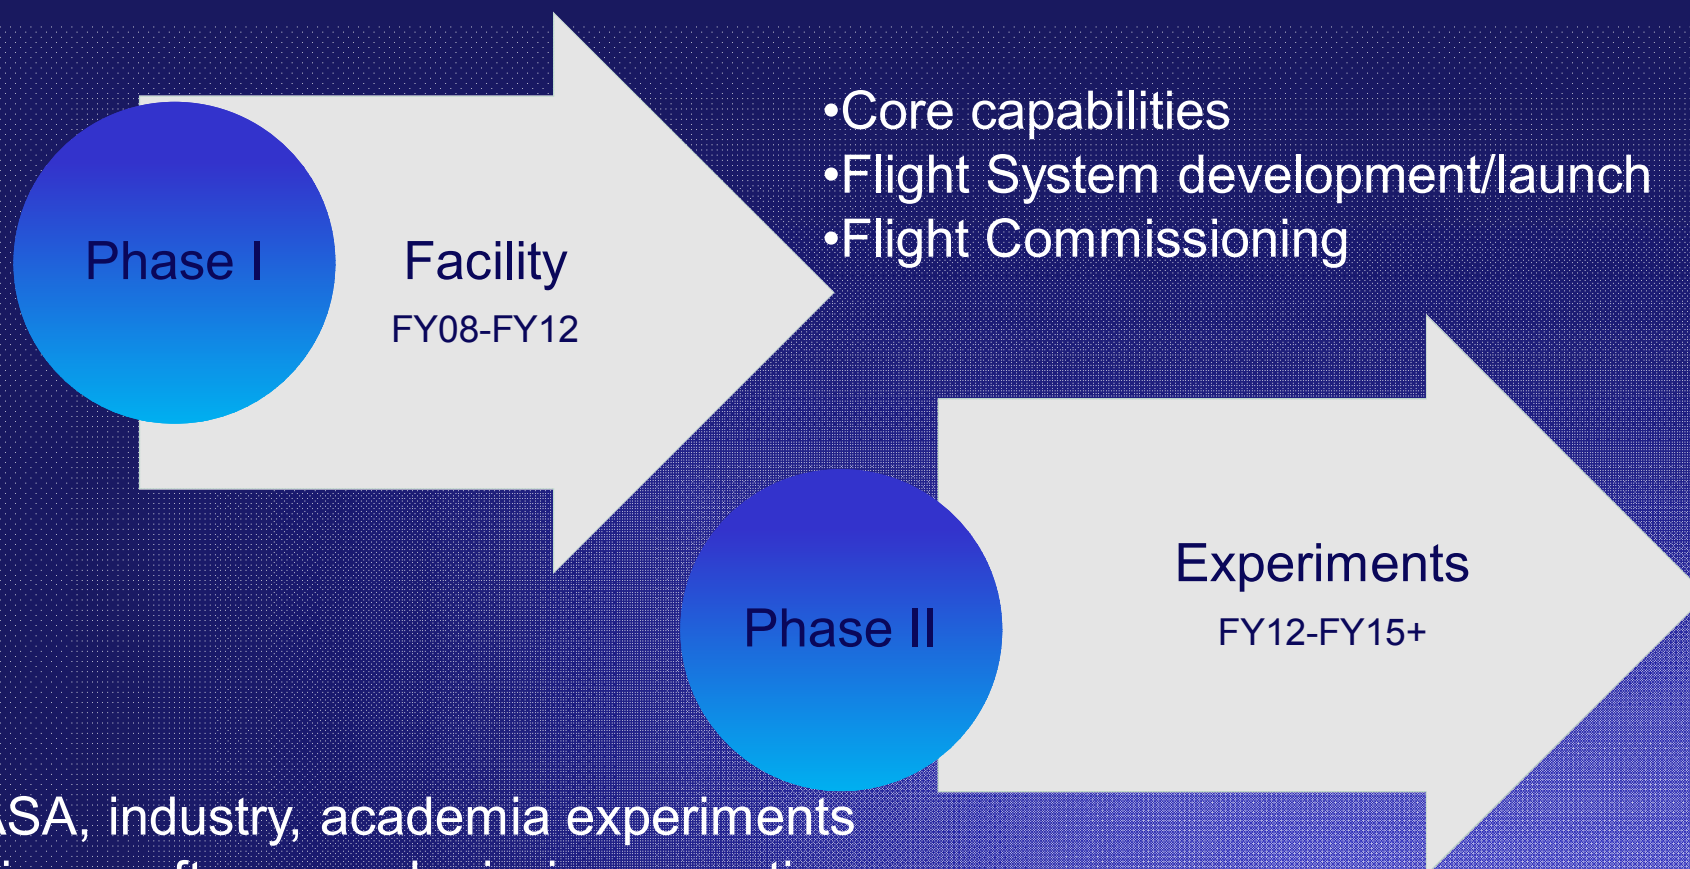 •Core capabilities
•Flight System development/launch
•Flight Commissioning
Phase I
Facility
FY08-FY12
Experiments
FY12-FY15+
Phase II
ASA, industry, academia experiments